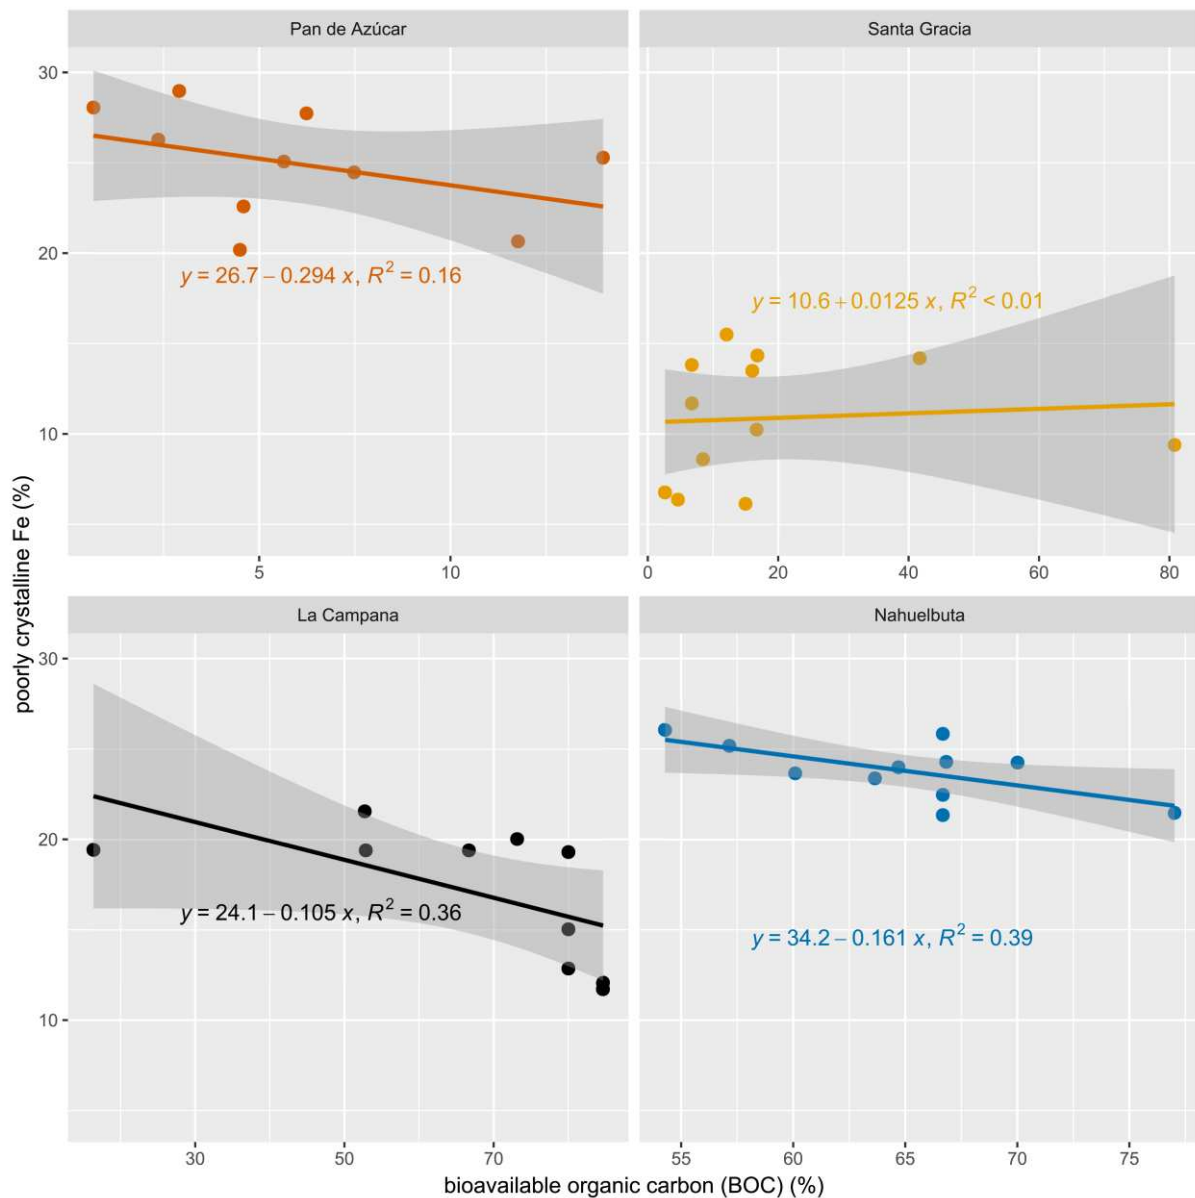 Pan de Azúcar
Santa Gracia
30
20
10
y = 26.7 – 0.294 x, R² = 0.16
y = 10.6 + 0.0125 x, R² < 0.01
5
10
0
20
40
60
80
poorly crystalline Fe (%)
La Campana
Nahuelbuta
30
20
10
y = 24.1 – 0.105 x, R² = 0.36
y = 34.2 – 0.161 x, R² = 0.39
30
50
70
55
60
65
70
75
bioavailable organic carbon (BOC) (%)